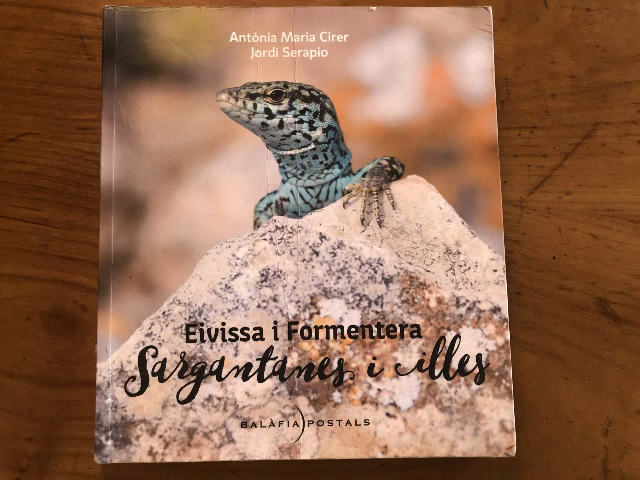 Antònia Maria Cirer
Jordi Serapio
Eivissa i Formentera
Sargantanes i illes
BALÀFIA POSTALS